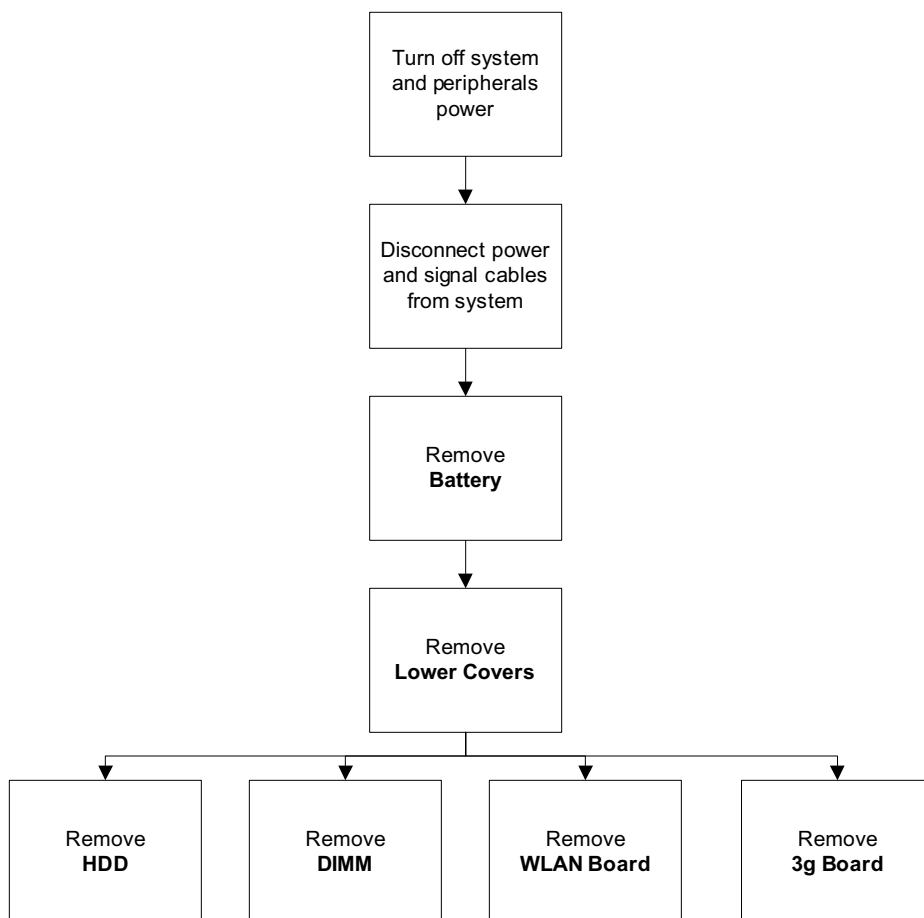 Turn off system
and peripherals
power
Disconnect power
and signal cables
from system
Remove
Battery
Remove
Lower Covers
Remove
HDD
Remove
DIMM
Remove
WLAN Board
Remove
3g Board